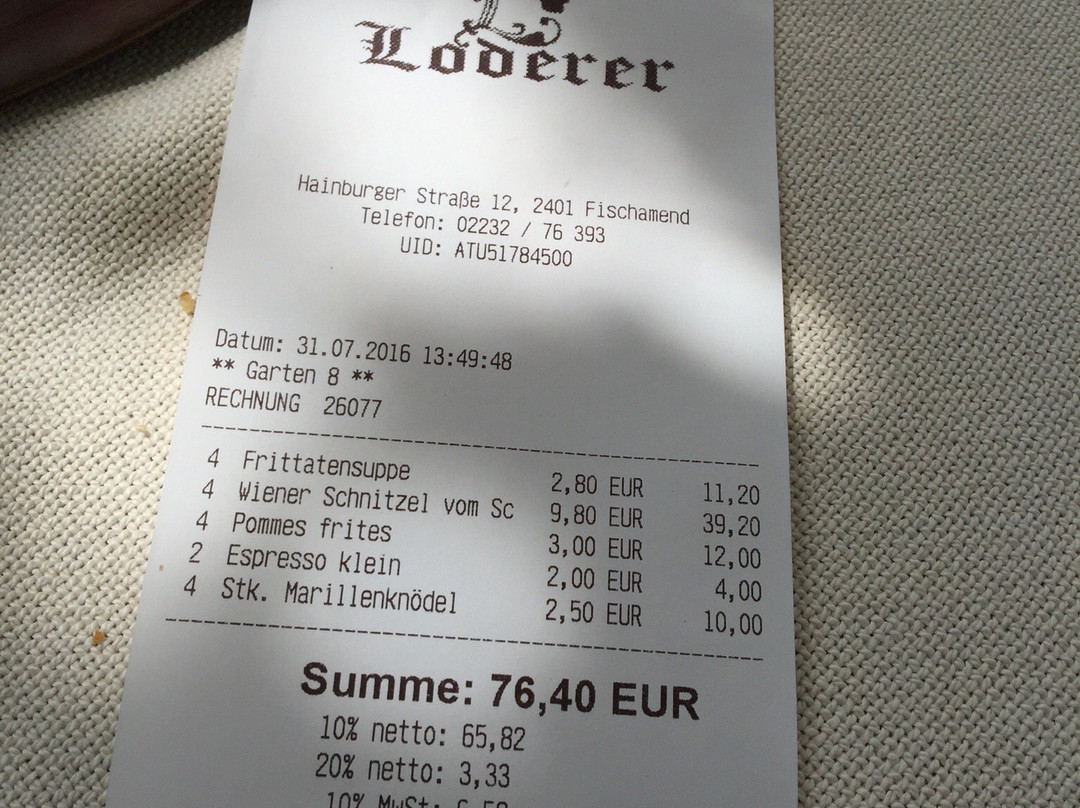 Loderer
Hainburger Straße 12, 2401 Fischamend
Telefon: 02232 / 76 393
UID: ATU51784500
Datum: 31.07.2016 13:49:48
** Garten 8 **
RECHNUNG 26077
4 Frittatensuppe 2,80 EUR 11,20
4 Wiener Schnitzel vom Sc 9,80 EUR 39,20
4 Pommes frites 3,00 EUR 12,00
2 Espresso klein 2,00 EUR 4,00
4 Stk. Marillenknödel 2,50 EUR 10,00
Summe: 76,40 EUR
10% netto: 65,82
20% netto: 3,33
10% MwSt: